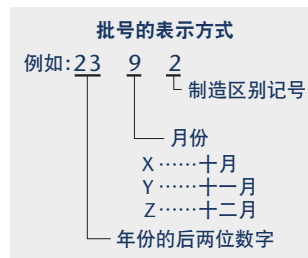 批号的表示方式
例如:23 9 2
制造区别记号
月份
X ……十月
Y ……十一月
Z ……十二月
年份的后两位数字